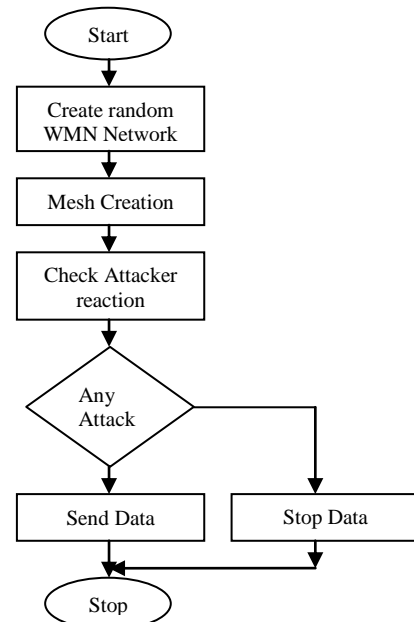 Start
Create random
WMN Network
Mesh Creation
Check Attacker
reaction
Any
Attack
Send Data
Stop Data
Stop